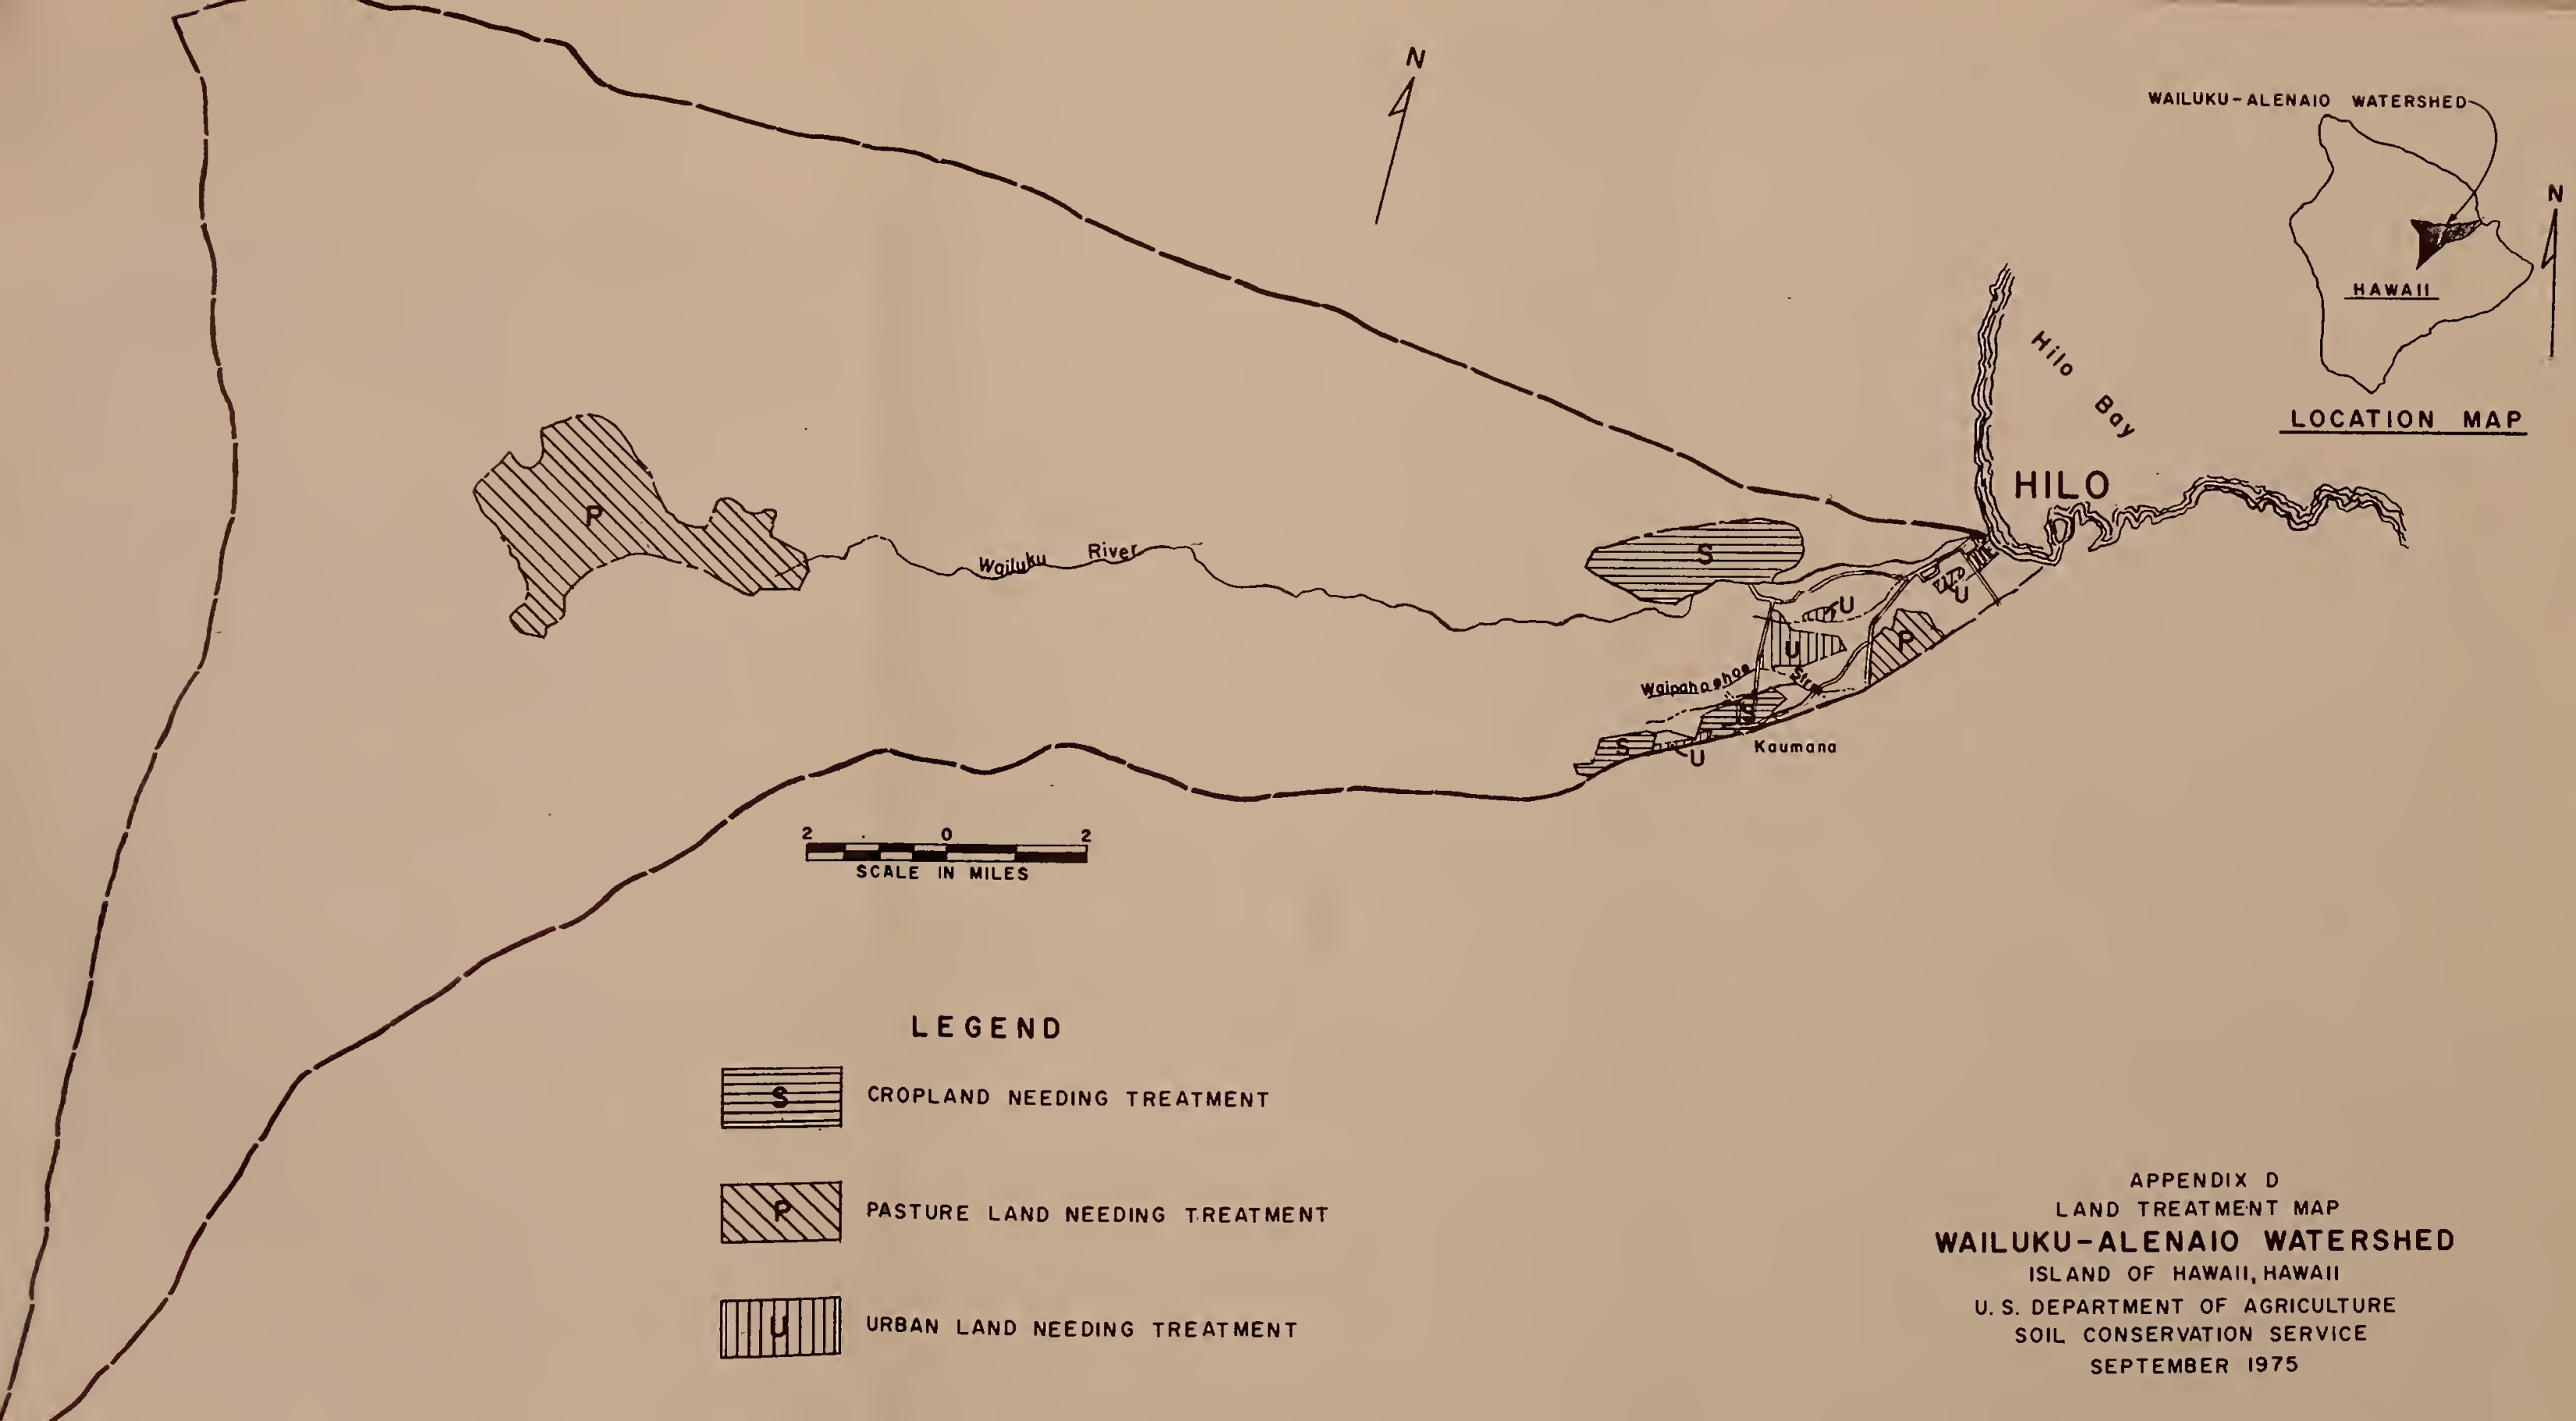 N
WAILUKU-ALENAIO WATERSHED
N
HAWAII
LOCATION MAP
Hilo Bay
HILO
P
S
Wailuku River
U
U
U
P
Waipahoehoe
Strm
S
S
U
Kaumana
2 0 2
SCALE IN MILES
LEGEND
S CROPLAND NEEDING TREATMENT
P PASTURE LAND NEEDING TREATMENT
U URBAN LAND NEEDING TREATMENT
APPENDIX D
LAND TREATMENT MAP
WAILUKU-ALENAIO WATERSHED
ISLAND OF HAWAII, HAWAII
U. S. DEPARTMENT OF AGRICULTURE
SOIL CONSERVATION SERVICE
SEPTEMBER 1975